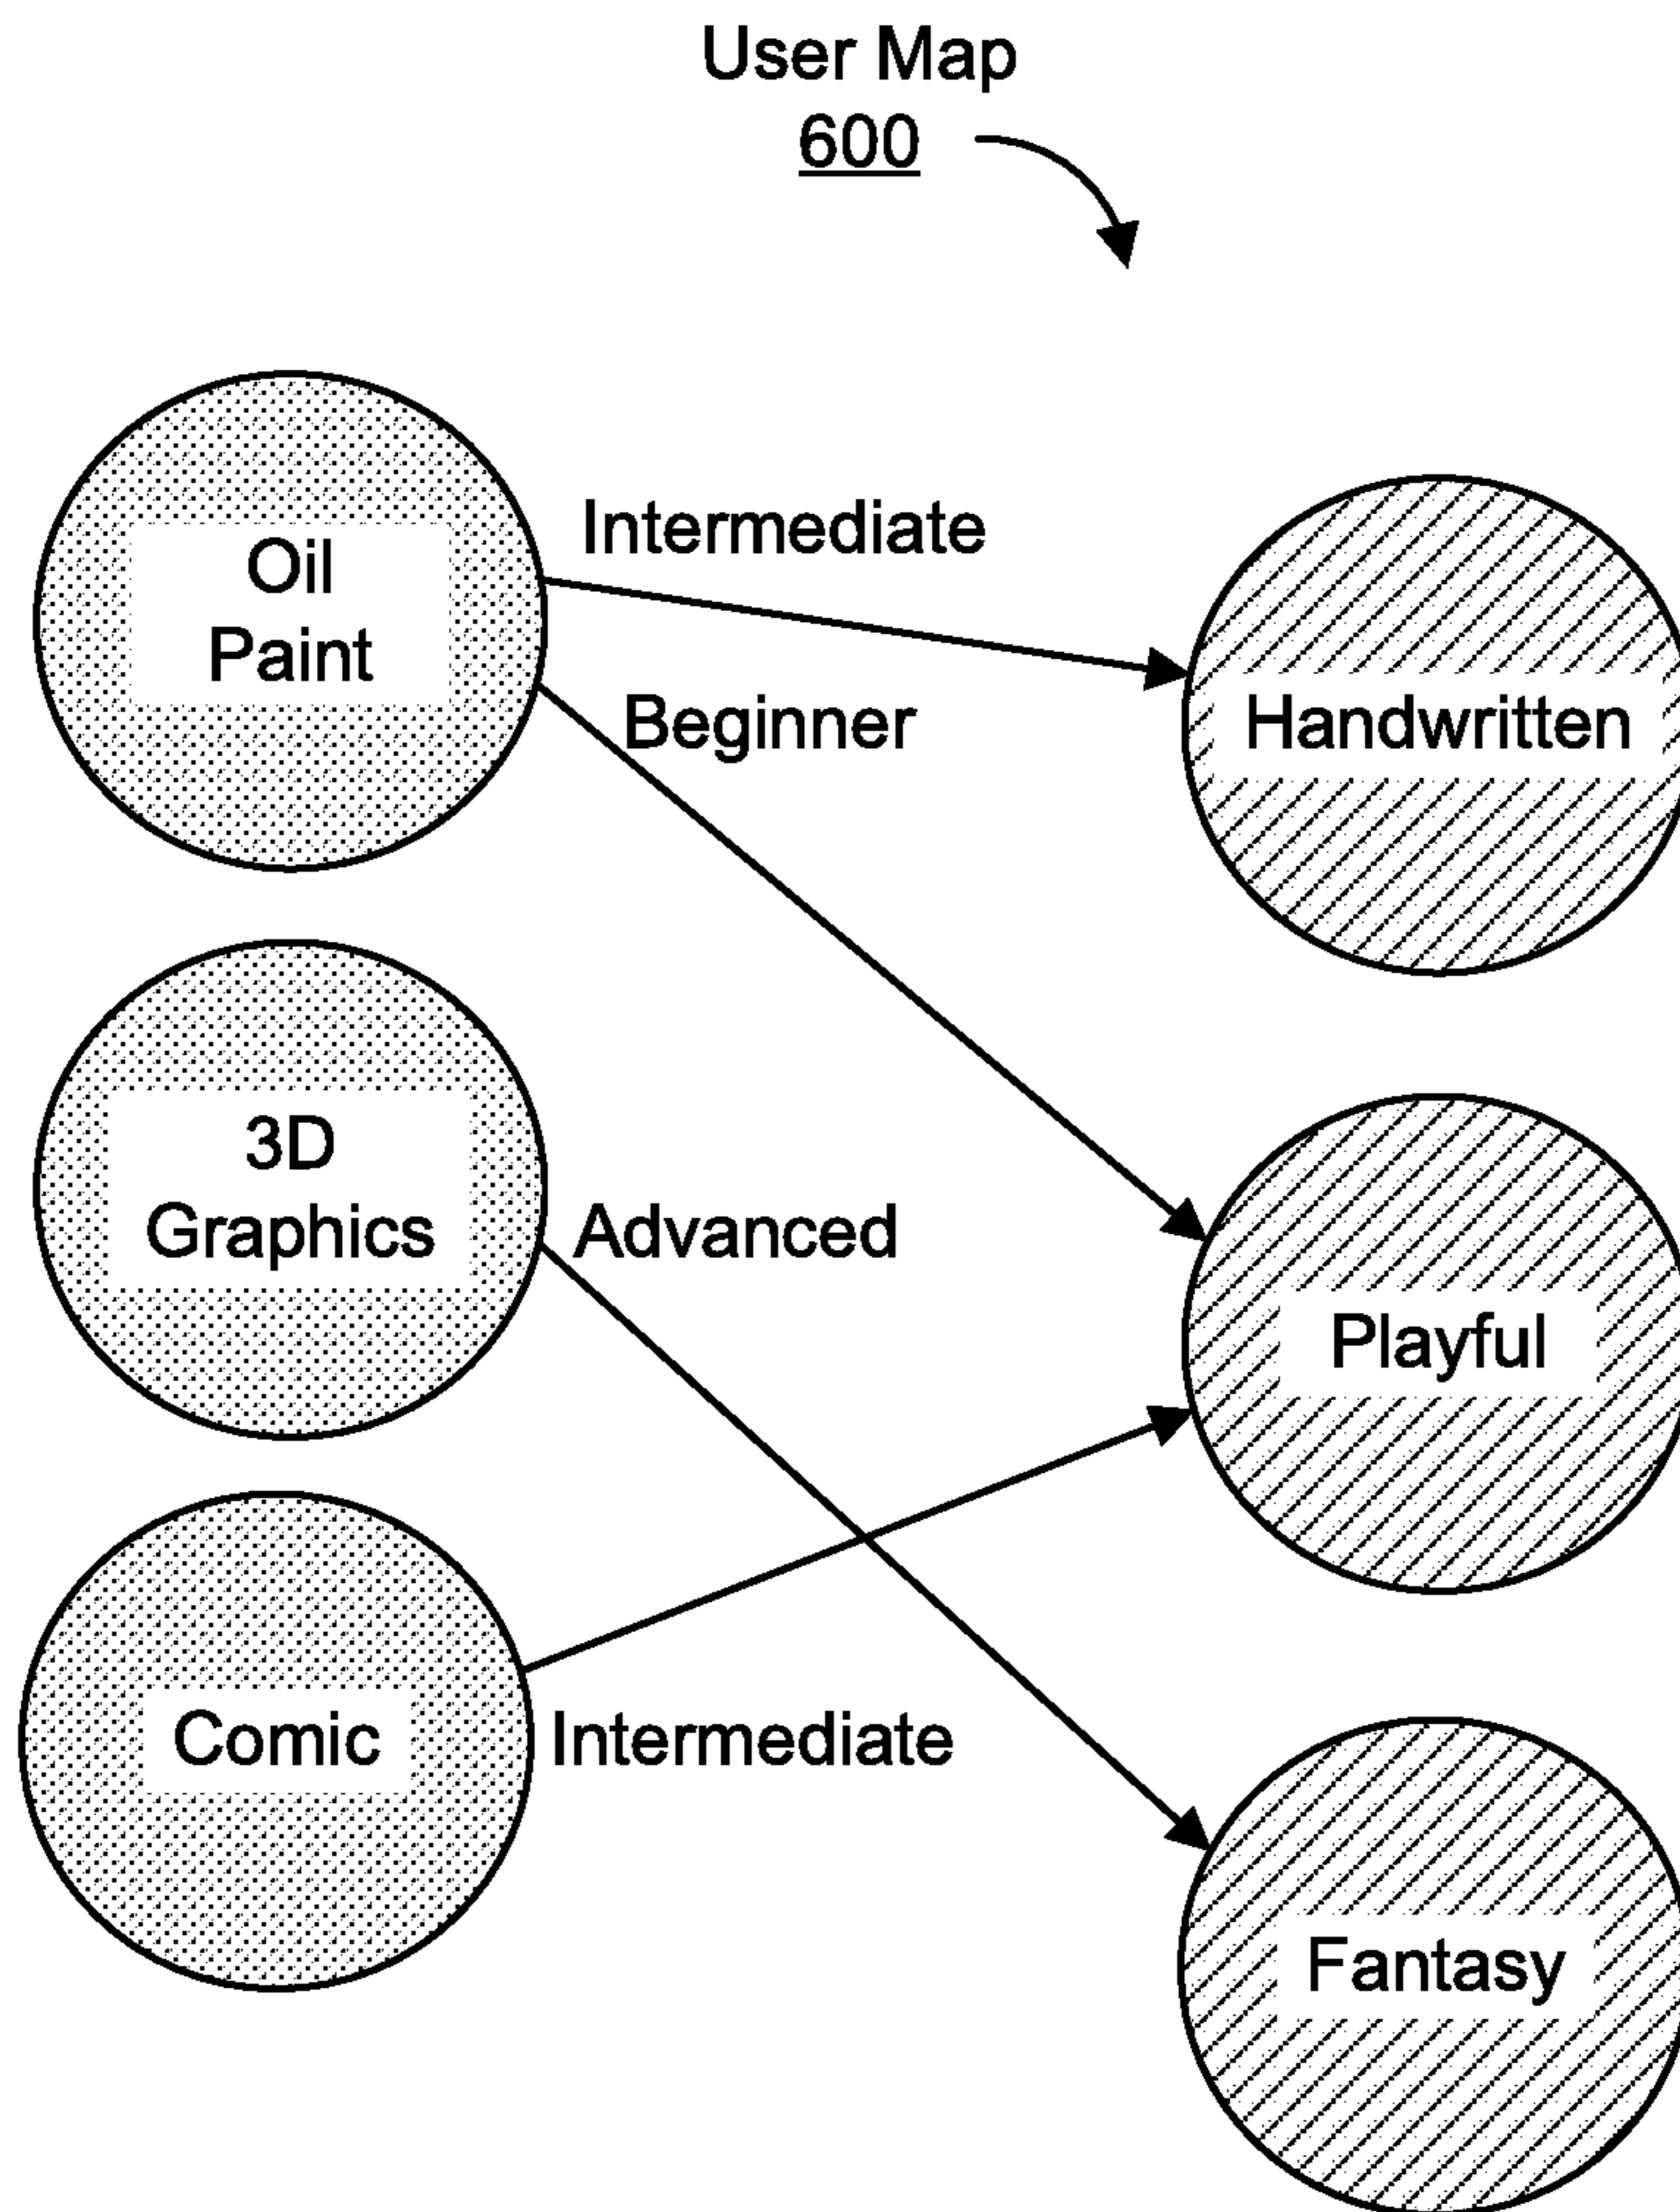 User Map
600
Oil
Paint
Intermediate
Beginner
Handwritten
3D
Graphics
Advanced
Playful
Comic
Intermediate
Fantasy